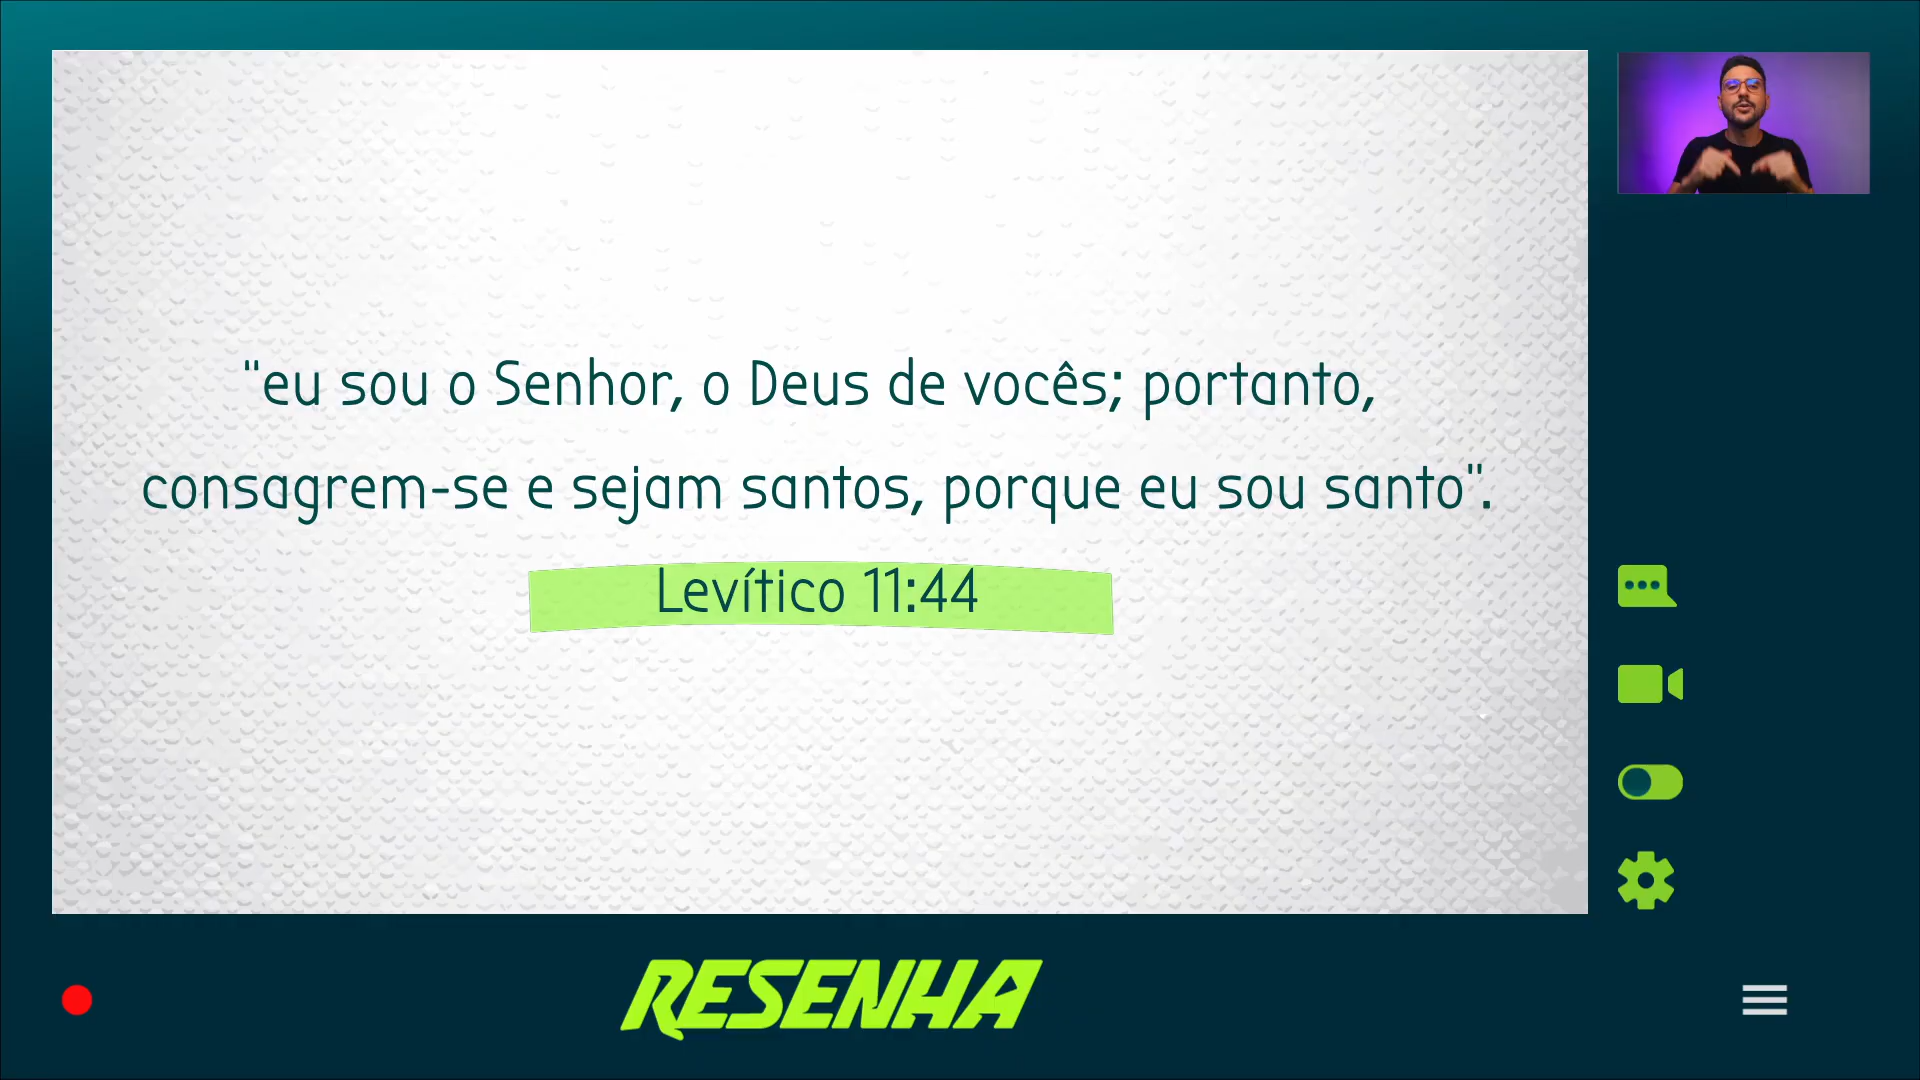 "eu sou o Senhor, o Deus de vocês; portanto,
consagrem-se e sejam santos, porque eu sou santo".
Levítico 11:44
RESENHA